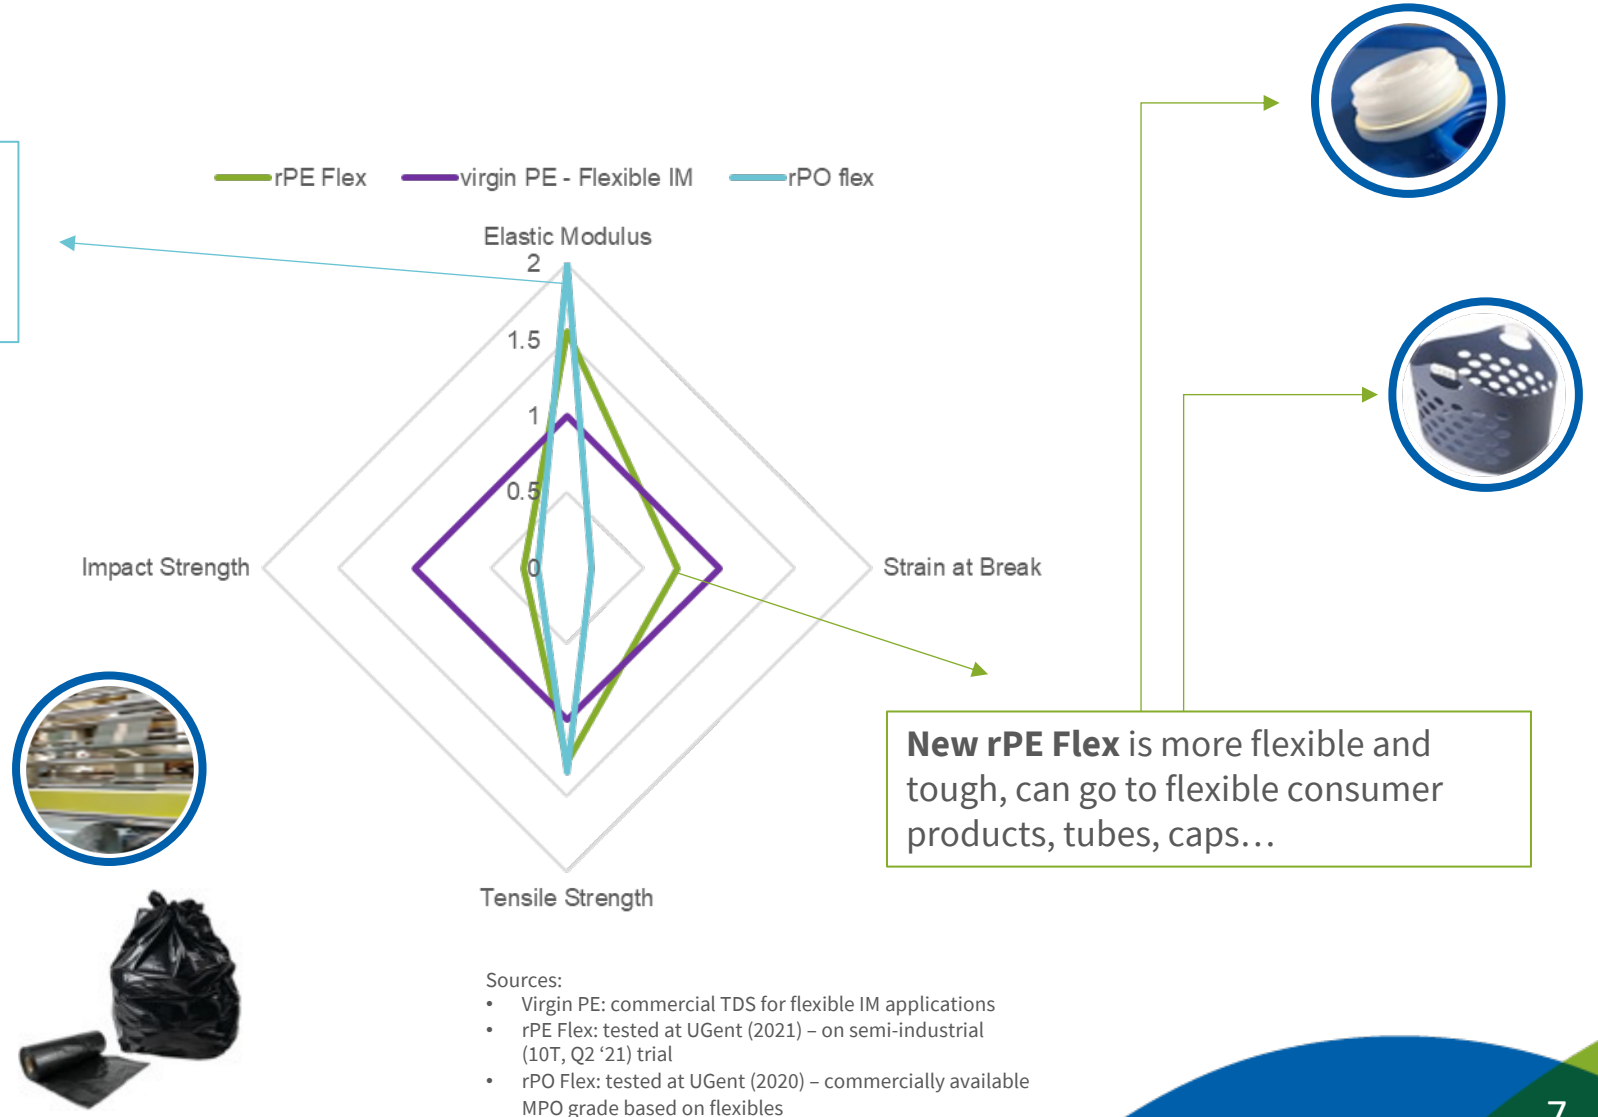 rPE Flex
virgin PE - Flexible IM
rPO flex
Elastic Modulus
2
1.5
1
0.5
0
Impact Strength
Strain at Break
Tensile Strength
New rPE Flex is more flexible and
tough, can go to flexible consumer
products, tubes, caps…
Sources:
• Virgin PE: commercial TDS for flexible IM applications
• rPE Flex: tested at UGent (2021) – on semi-industrial
(10T, Q2 ‘21) trial
• rPO Flex: tested at UGent (2020) – commercially available
MPO grade based on flexibles
7